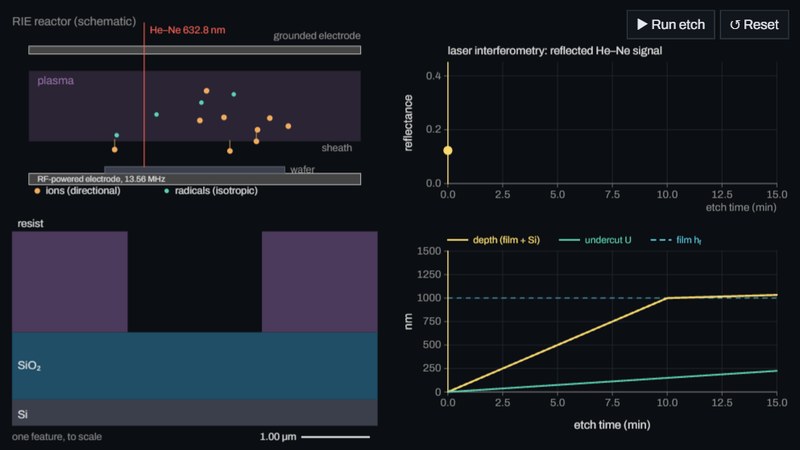 RIE reactor (schematic)
He–Ne 632.8 nm
grounded electrode
plasma
sheath
wafer
RF-powered electrode, 13.56 MHz
ions (directional)
radicals (isotropic)
resist
SiO₂
Si
one feature, to scale
1.00 µm
▶ Run etch
↺ Reset
laser interferometry: reflected He–Ne signal
reflectance
0.4
0.2
0.0
0.0 2.5 5.0 7.5 10.0 12.5 15.0
etch time (min)
depth (film + Si)
undercut U
film hf
nm
1500
1250
1000
750
500
250
0
0.0 2.5 5.0 7.5 10.0 12.5 15.0
etch time (min)